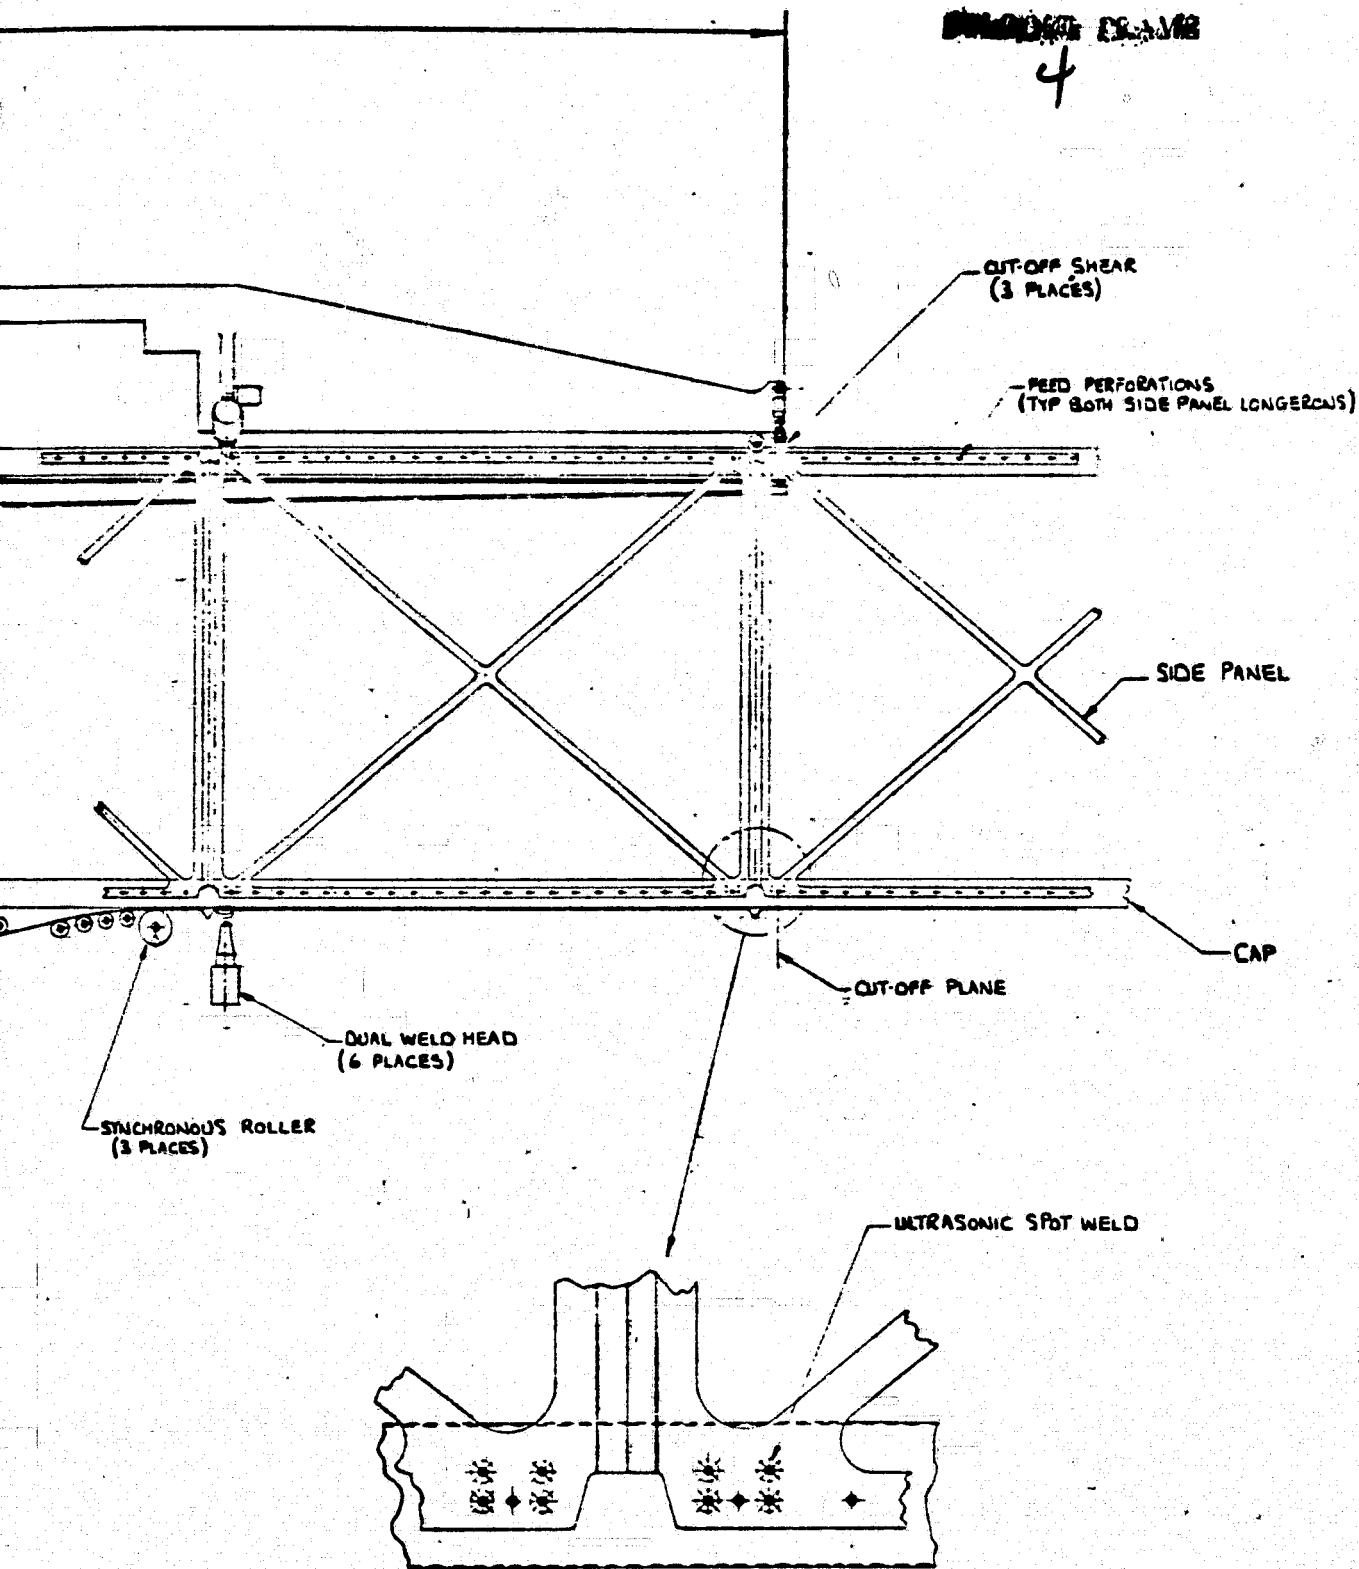 4
CUT-OFF SHEAR
(3 PLACES)
FEED PERFORATIONS
(TYP BOTH SIDE PANEL LONGERONS)
SIDE PANEL
CAP
CUT-OFF PLANE
DUAL WELD HEAD
(6 PLACES)
SYNCHRONOUS ROLLER
(3 PLACES)
ULTRASONIC SPOT WELD